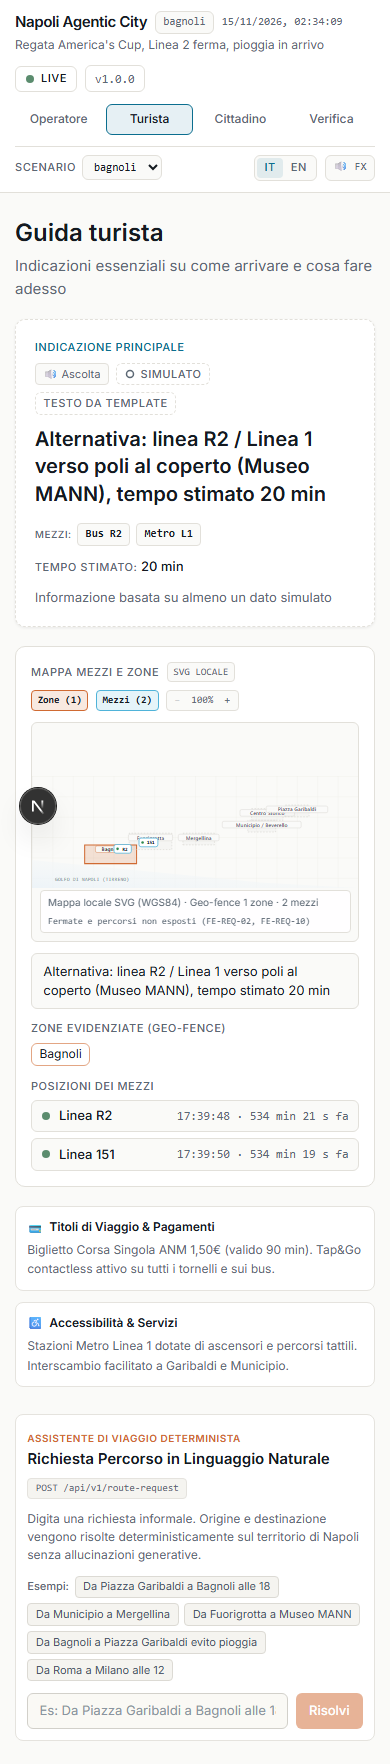 Napoli Agentic City bagnoli 15/11/2026, 02:34:09
Regata America's Cup, Linea 2 ferma, pioggia in arrivo
LIVE v1.0.0
Operatore Turista Cittadino Verifica
SCENARIO bagnoli IT EN FX
Guida turista
Indicazioni essenziali su come arrivare e cosa fare
adesso
INDICAZIONE PRINCIPALE
Ascolta SIMULATO
TESTO DA TEMPLATE
Alternativa: linea R2 / Linea 1
verso poli al coperto (Museo
MANN), tempo stimato 20 min
MEZZI: Bus R2 Metro L1
TEMPO STIMATO: 20 min
Informazione basata su almeno un dato simulato
MAPPA MEZZI E ZONE SVG LOCALE
Zone (1) Mezzi (2) − 100% +
Piazza Garibaldi
Municipio / Beverello
Mergellina
151
R2
GOLFO DI NAPOLI (TIRRENO)
N
Mappa locale SVG (WGS84) · Geo-fence 1 zone · 2 mezzi
Fermate e percorsi non esposti (FE-REQ-02, FE-REQ-10)
Alternativa: linea R2 / Linea 1 verso poli al
coperto (Museo MANN), tempo stimato 20 min
ZONE EVIDENZIATE (GEO-FENCE)
Bagnoli
POSIZIONI DEI MEZZI
Linea R2 17:39:48 · 534 min 21 s fa
Linea 151 17:39:50 · 534 min 19 s fa
Titoli di Viaggio & Pagamenti
Biglietto Corsa Singola ANM 1,50€ (valido 90 min). Tap&Go
contactless attivo su tutti i tornelli e sui bus.
Accessibilità & Servizi
Stazioni Metro Linea 1 dotate di ascensori e percorsi tattili.
Interscambio facilitato a Garibaldi e Municipio.
ASSISTENTE DI VIAGGIO DETERMINISTA
Richiesta Percorso in Linguaggio Naturale
POST /api/v1/route-request
Digita una richiesta informale. Origine e destinazione
vengono risolte deterministicamente sul territorio di Napoli
senza allucinazioni generative.
Esempi: Da Piazza Garibaldi a Bagnoli alle 18
Da Municipio a Mergellina Da Fuorigrotta a Museo MANN
Da Bagnoli a Piazza Garibaldi evito pioggia
Da Roma a Milano alle 12
Es: Da Piazza Garibaldi a Bagnoli alle 1 Risolvi